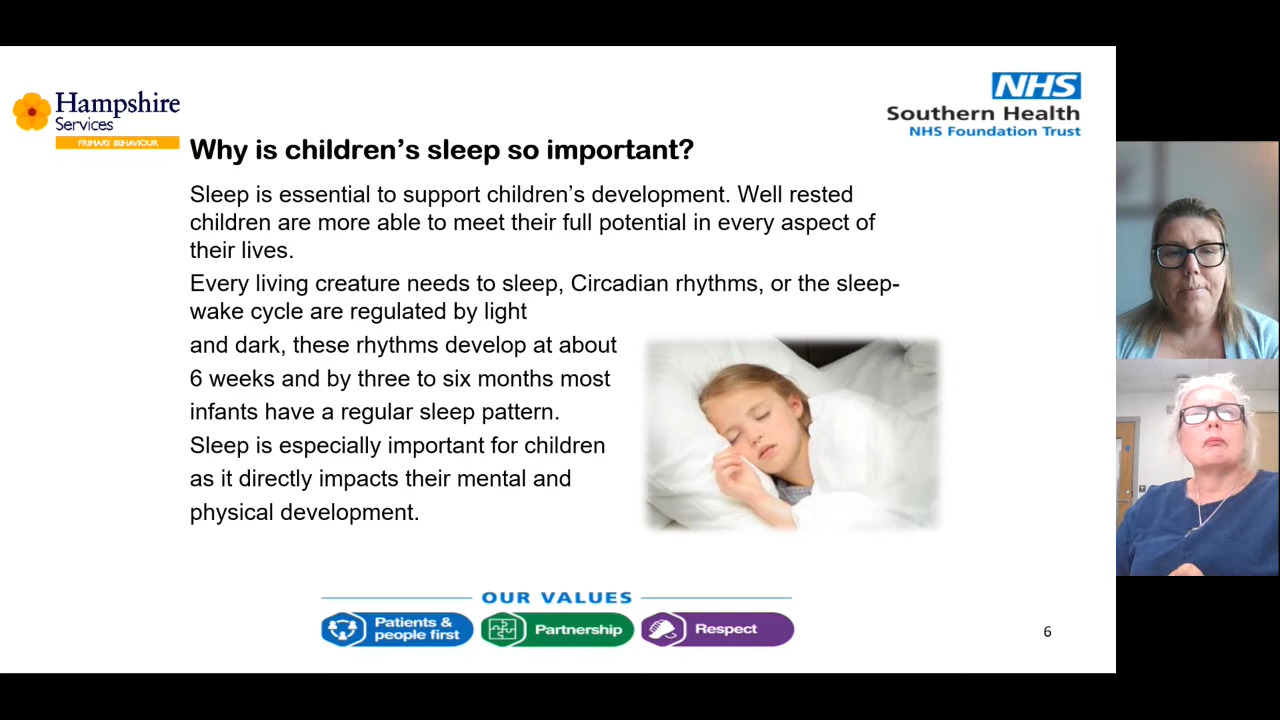 Hampshire
Services
PRIMARY BEHAVIOUR
NHS
Southern Health
NHS Foundation Trust
Why is children’s sleep so important?
Sleep is essential to support children’s development. Well rested
children are more able to meet their full potential in every aspect of
their lives.
Every living creature needs to sleep, Circadian rhythms, or the sleep-
wake cycle are regulated by light
and dark, these rhythms develop at about
6 weeks and by three to six months most
infants have a regular sleep pattern.
Sleep is especially important for children
as it directly impacts their mental and
physical development.
OUR VALUES
Patients &
people first
Partnership
Respect
6